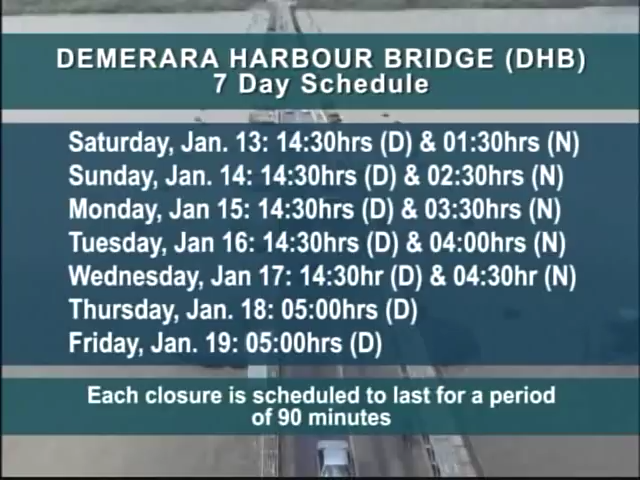 DEMERARA HARBOUR BRIDGE (DHB)
7 Day Schedule
Saturday, Jan. 13: 14:30hrs (D) & 01:30hrs (N)
Sunday, Jan. 14: 14:30hrs (D) & 02:30hrs (N)
Monday, Jan 15: 14:30hrs (D) & 03:30hrs (N)
Tuesday, Jan 16: 14:30hrs (D) & 04:00hrs (N)
Wednesday, Jan 17: 14:30hr (D) & 04:30hr (N)
Thursday, Jan. 18: 05:00hrs (D)
Friday, Jan. 19: 05:00hrs (D)
Each closure is scheduled to last for a period
of 90 minutes